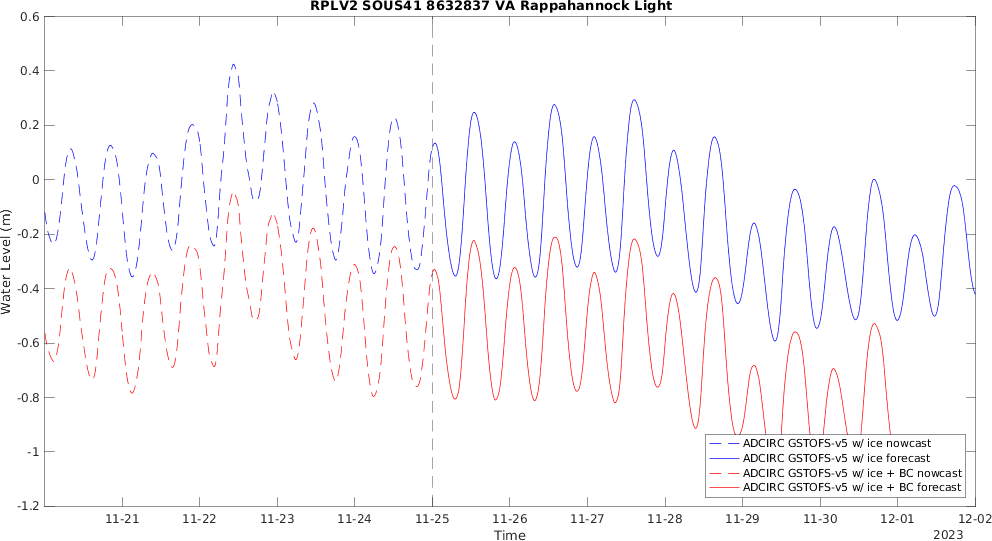 RPLV2 SOUS41 8632837 VA Rappahannock Light
0.6
0.4
0.2
0
-0.2
-0.4
-0.6
-0.8
-1
-1.2
Water Level (m)
ADCIRC GSTOFS-v5 w/ ice nowcast
ADCIRC GSTOFS-v5 w/ ice forecast
ADCIRC GSTOFS-v5 w/ ice + BC nowcast
ADCIRC GSTOFS-v5 w/ ice + BC forecast
11-21 11-22 11-23 11-24 11-25 11-26 11-27 11-28 11-29 11-30 12-01 12-02
Time
2023